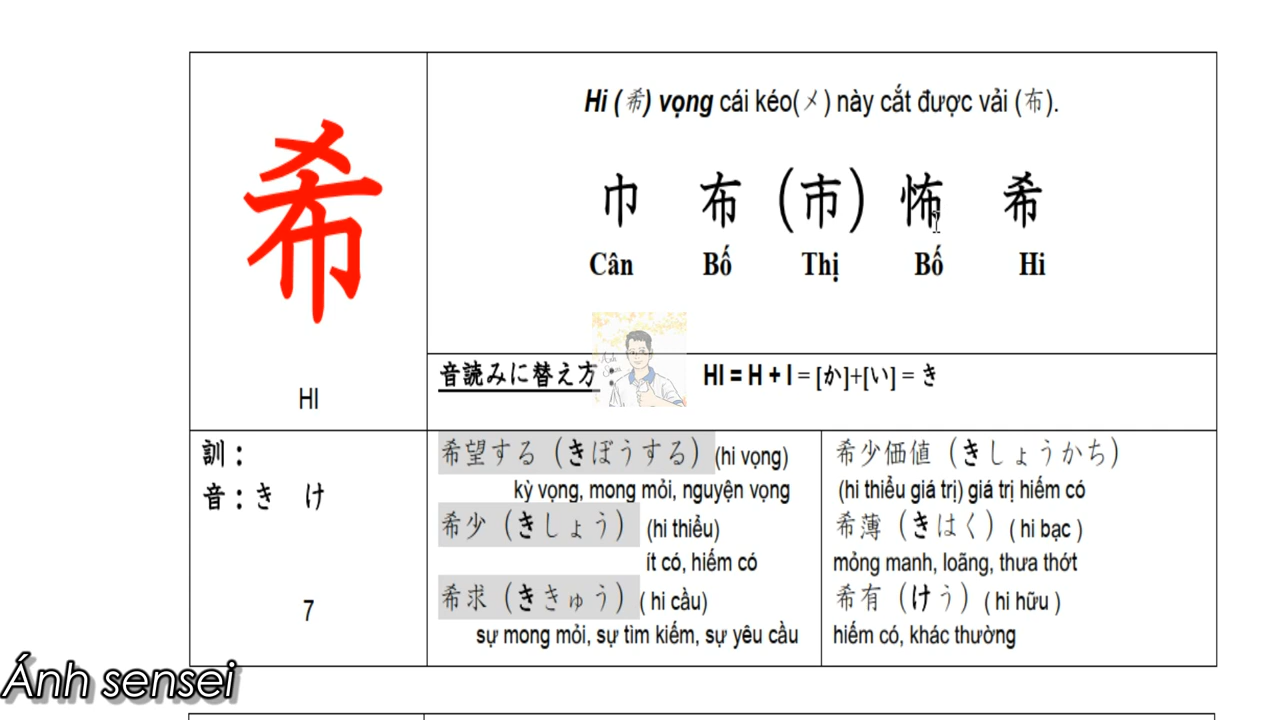 希
HI
Hi (希) vọng cái kéo(メ) này cắt được vải (布).
巾 布 (市) 怖 希
Cân Bố Thị Bố Hi
音読みに替え方: HI = H + I = [か]+[い] = き
訓：
音：き け
7
希望する（きぼうする）(hi vọng)
kỳ vọng, mong mỏi, nguyện vọng
希少（きしょう） (hi thiểu)
ít có, hiếm có
希求（ききゅう）( hi cầu)
sự mong mỏi, sự tìm kiếm, sự yêu cầu
希少価値（きしょうかち）
(hi thiểu giá trị) giá trị hiếm có
希薄（きはく）( hi bạc )
mỏng manh, loãng, thưa thớt
希有（けう）( hi hữu )
hiếm có, khác thường
Ánh sensei